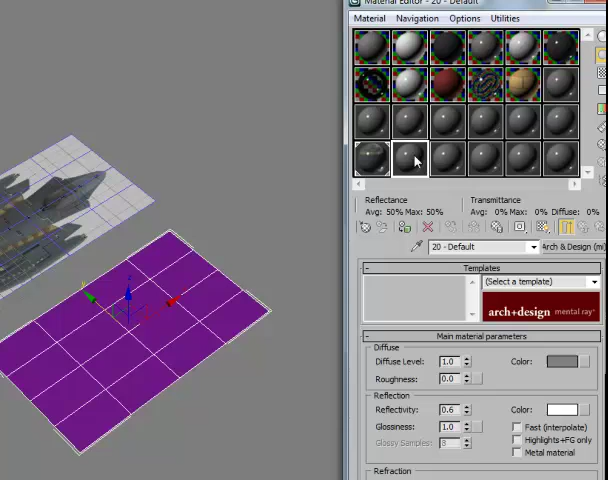 Material Editor - 20 - Default
Material Navigation Options Utilities
Reflectance Transmittance
Avg: 50% Max: 50% Avg: 0% Max: 0% Diffuse: 0%
20 - Default Arch & Design (mi)
- Templates
(Select a template)
arch+design mental ray
- Main material parameters
Diffuse
Diffuse Level: 1.0 Color:
Roughness: 0.0
Reflection
Reflectivity: 0.6 Color:
Glossiness: 1.0 Fast (interpolate)
Glossy Samples: 8 Highlights+FG only
Metal material
Refraction